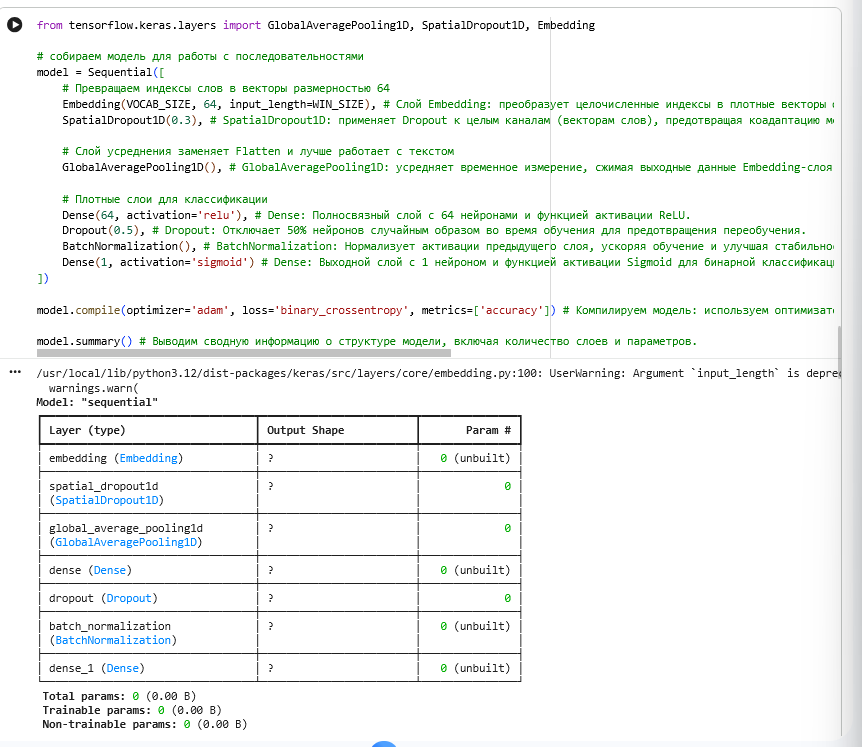 from tensorflow.keras.layers import GlobalAveragePooling1D, SpatialDropout1D, Embedding
# собираем модель для работы с последовательностями
model = Sequential([
# Превращаем индексы слов в векторы размерностью 64
Embedding(VOCAB_SIZE, 64, input_length=WIN_SIZE), # Слой Embedding: преобразует целочисленные индексы в плотные векторы
SpatialDropout1D(0.3), # SpatialDropout1D: применяет Dropout к целым каналам (векторам слов), предотвращая коадаптацию
# Слой усреднения заменяет Flatten и лучше работает с текстом
GlobalAveragePooling1D(), # GlobalAveragePooling1D: усредняет временное измерение, сжимая выходные данные Embedding-слоя
# Плотные слои для классификации
Dense(64, activation='relu'), # Dense: Полносвязный слой с 64 нейронами и функцией активации ReLU.
Dropout(0.5), # Dropout: Отключает 50% нейронов случайным образом во время обучения для предотвращения переобучения.
BatchNormalization(), # BatchNormalization: Нормализует активации предыдущего слоя, ускоряя обучение и улучшая стабильно
Dense(1, activation='sigmoid') # Dense: Выходной слой с 1 нейроном и функцией активации Sigmoid для бинарной классификац
])
model.compile(optimizer='adam', loss='binary_crossentropy', metrics=['accuracy']) # Компилируем модель: используем оптимизат
model.summary() # Выводим сводную информацию о структуре модели, включая количество слоев и параметров.
/usr/local/lib/python3.12/dist-packages/keras/src/layers/core/embedding.py:100: UserWarning: Argument `input_length` is depre
warnings.warn(
Model: "sequential"
Layer (type) Output Shape Param #
embedding (Embedding) ? 0 (unbuilt)
spatial_dropout1d ? 0
(SpatialDropout1D)
global_average_pooling1d ? 0
(GlobalAveragePooling1D)
dense (Dense) ? 0 (unbuilt)
dropout (Dropout) ? 0
batch_normalization ? 0 (unbuilt)
(BatchNormalization)
dense_1 (Dense) ? 0 (unbuilt)
Total params: 0 (0.00 B)
Trainable params: 0 (0.00 B)
Non-trainable params: 0 (0.00 B)